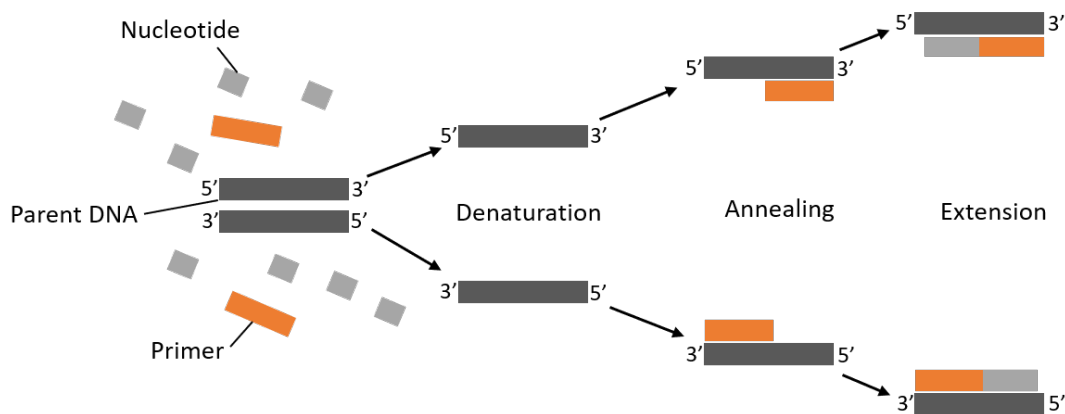 Nucleotide
5’ 3’
5’ 3’
5’ 3’
5’ 3’
Parent DNA
3’ 5’
Denaturation
Annealing
Extension
3’ 5’
Primer
3’ 5’
3’ 5’